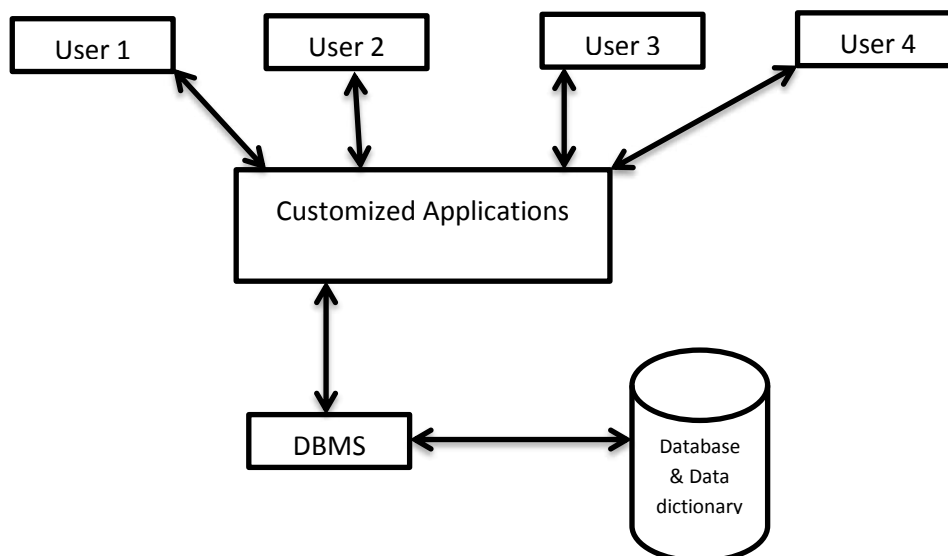 User 1
User 2
User 3
User 4
Customized Applications
DBMS
Database
& Data
dictionary